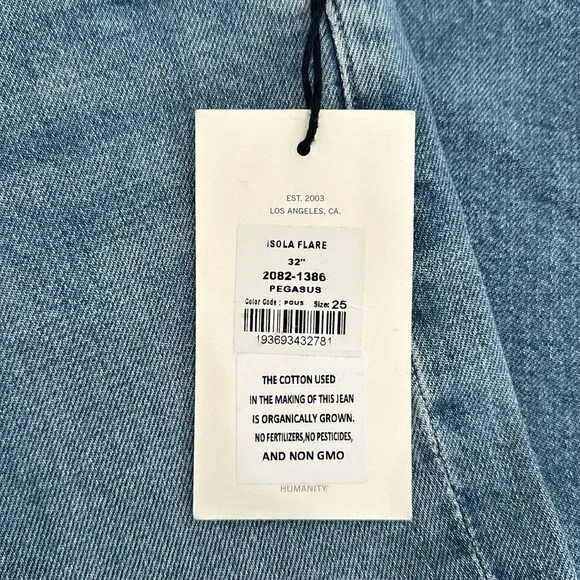 EST. 2003
LOS ANGELES, CA.
ISOLA FLARE
32"
2082-1386
PEGASUS
Color Code : PGUS Size: 25
193693432781
THE COTTON USED
IN THE MAKING OF THIS JEAN
IS ORGANICALLY GROWN.
NO FERTILIZERS,NO PESTICIDES,
AND NON GMO
HUMANITY